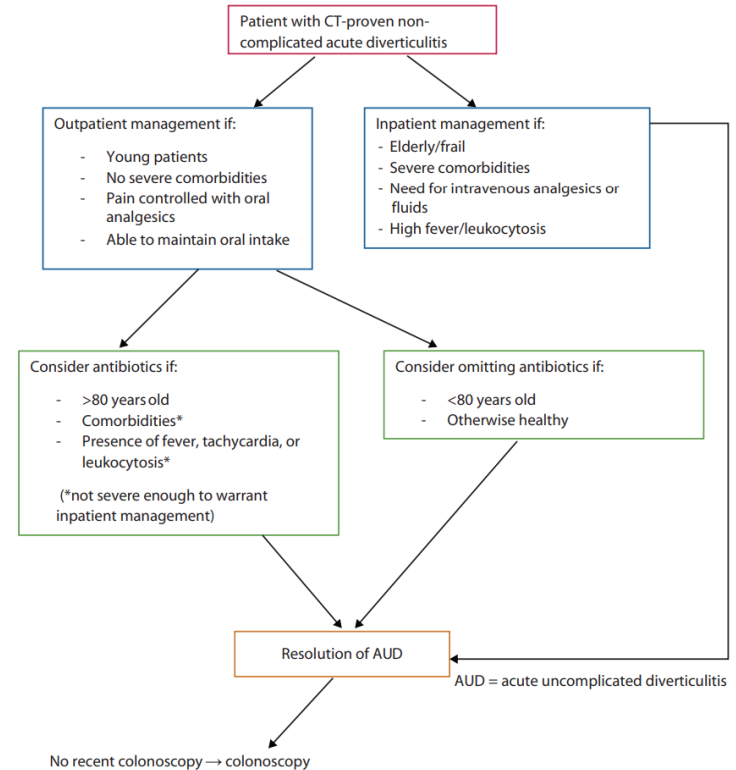 Patient with CT-proven non-
complicated acute diverticulitis
Outpatient management if:
- Young patients
- No severe comorbidities
- Pain controlled with oral
analgesics
- Able to maintain oral intake
Inpatient management if:
- Elderly/frail
- Severe comorbidities
- Need for intravenous analgesics or
fluids
- High fever/leukocytosis
Consider antibiotics if:
- >80 years old
- Comorbidities*
- Presence of fever, tachycardia, or
leukocytosis*
(*not severe enough to warrant
inpatient management)
Consider omitting antibiotics if:
- <80 years old
- Otherwise healthy
Resolution of AUD
AUD = acute uncomplicated diverticulitis
No recent colonoscopy → colonoscopy